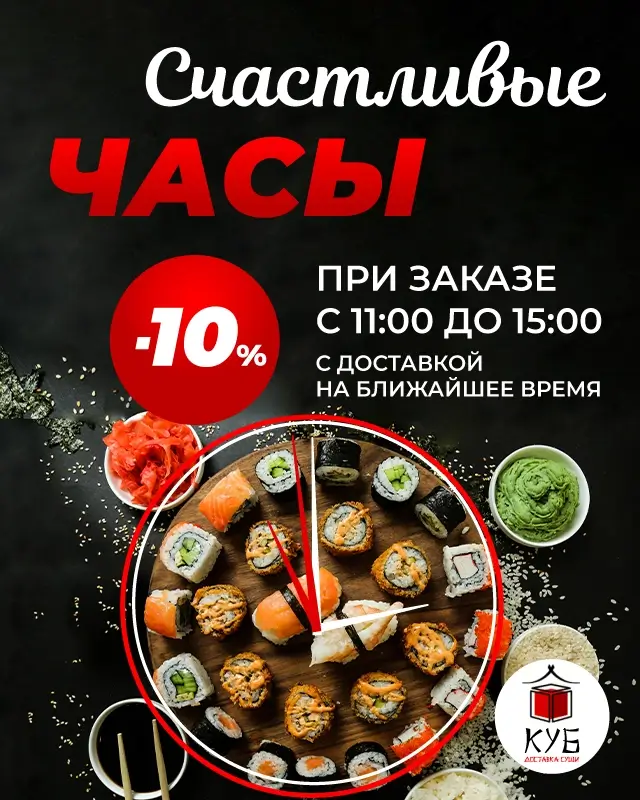 Счастливые
ЧАСЫ
-10%
ПРИ ЗАКАЗЕ
С 11:00 ДО 15:00
С ДОСТАВКОЙ
НА БЛИЖАЙШЕЕ ВРЕМЯ
КУБ
ДОСТАВКА СУШИ